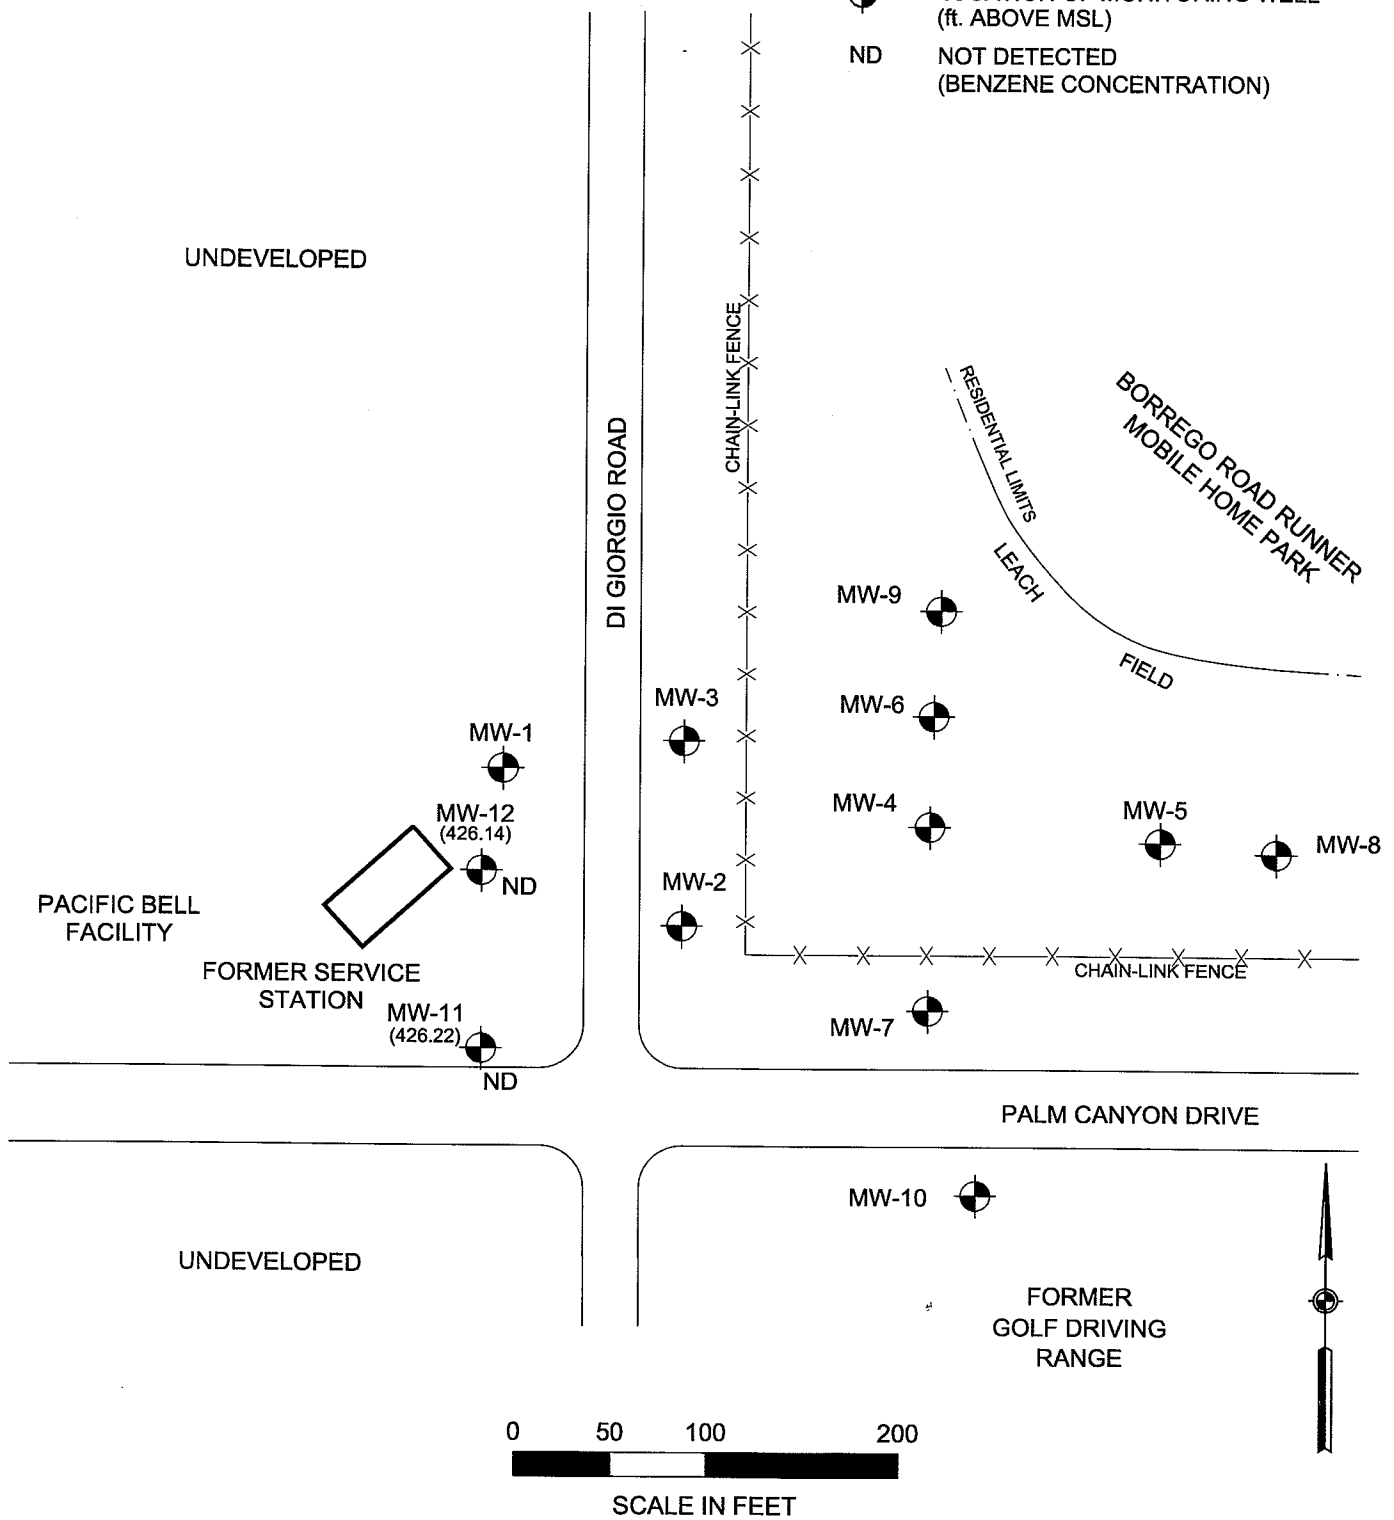 (ft. ABOVE MSL)
ND NOT DETECTED
(BENZENE CONCENTRATION)
UNDEVELOPED
CHAIN-LINK FENCE
DI GIORGIO ROAD
RESIDENTIAL LIMITS
BORREGO ROAD RUNNER
MOBILE HOME PARK
LEACH
FIELD
MW-9
MW-3
MW-6
MW-1
MW-4
MW-5
MW-8
MW-12
(426.14)
ND
MW-2
PACIFIC BELL
FACILITY
FORMER SERVICE
STATION
CHAIN-LINK FENCE
MW-11
(426.22)
ND
MW-7
PALM CANYON DRIVE
MW-10
UNDEVELOPED
FORMER
GOLF DRIVING
RANGE
0 50 100 200
SCALE IN FEET